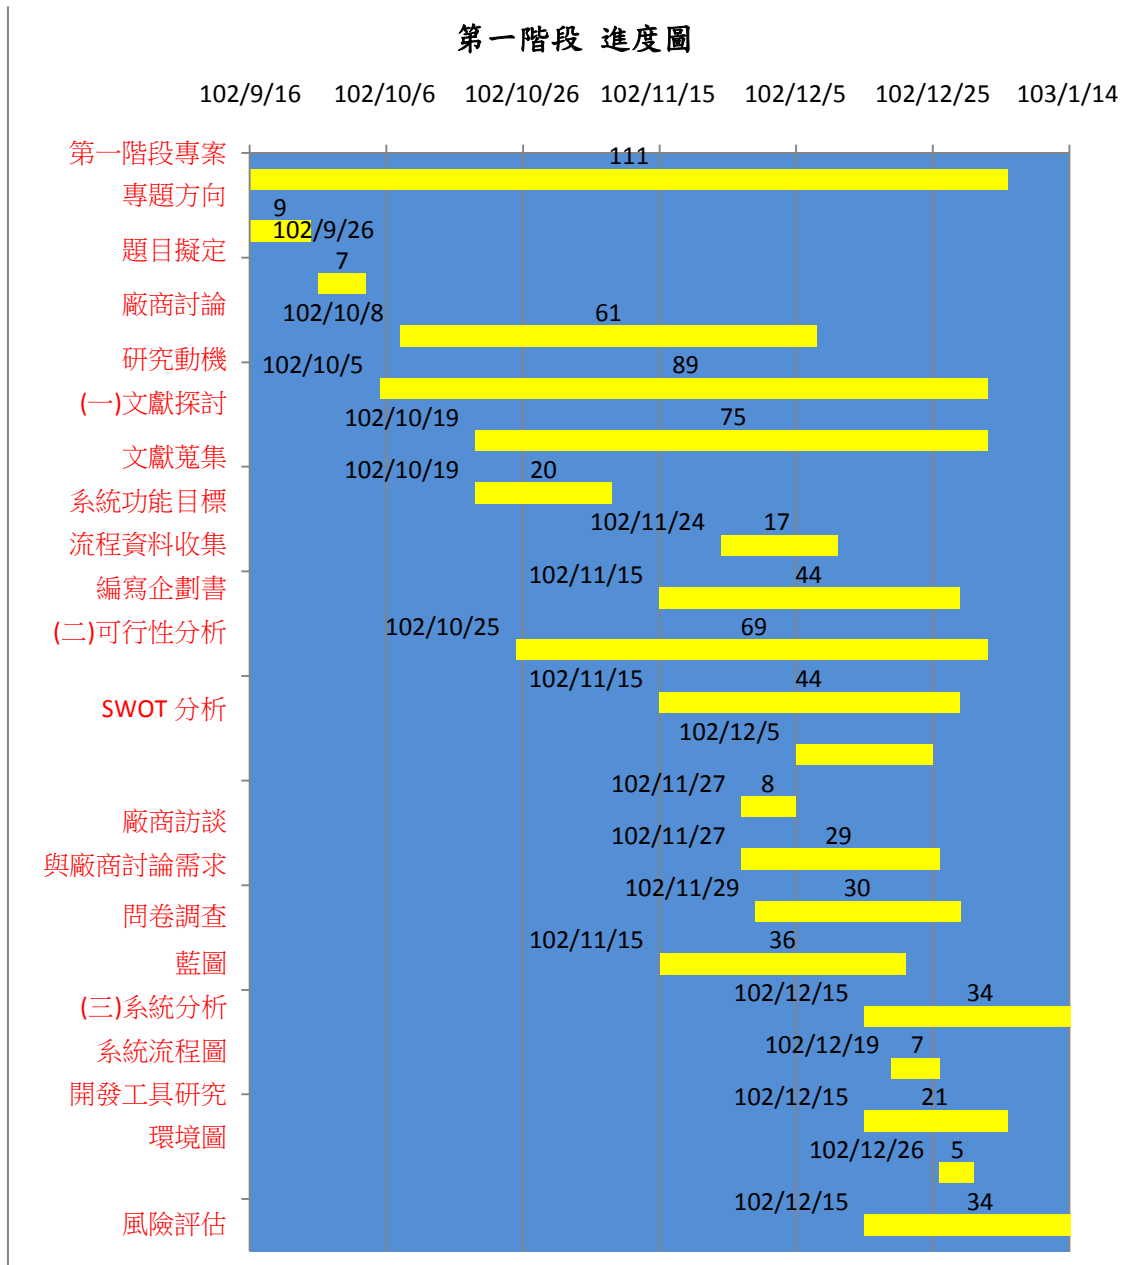 第一階段 進度圖
102/9/16 102/10/6 102/10/26 102/11/15 102/12/5 102/12/25 103/1/14
第一階段專案 111
專題方向 9
102/9/26
題目擬定 7
廠商討論 102/10/8 61
研究動機 102/10/5 89
(一)文獻探討 102/10/19 75
文獻蒐集 102/10/19 20
系統功能目標 102/11/24 17
流程資料收集 102/11/15 44
編寫企劃書
(二)可行性分析 102/10/25 69
102/11/15 44
SWOT 分析 102/12/5
102/11/27 8
廠商訪談 102/11/27 29
與廠商討論需求 102/11/29 30
問卷調查 102/11/15 36
藍圖
(三)系統分析 102/12/15 34
系統流程圖 102/12/19 7
開發工具研究 102/12/15 21
環境圖 102/12/26 5
風險評估 102/12/15 34